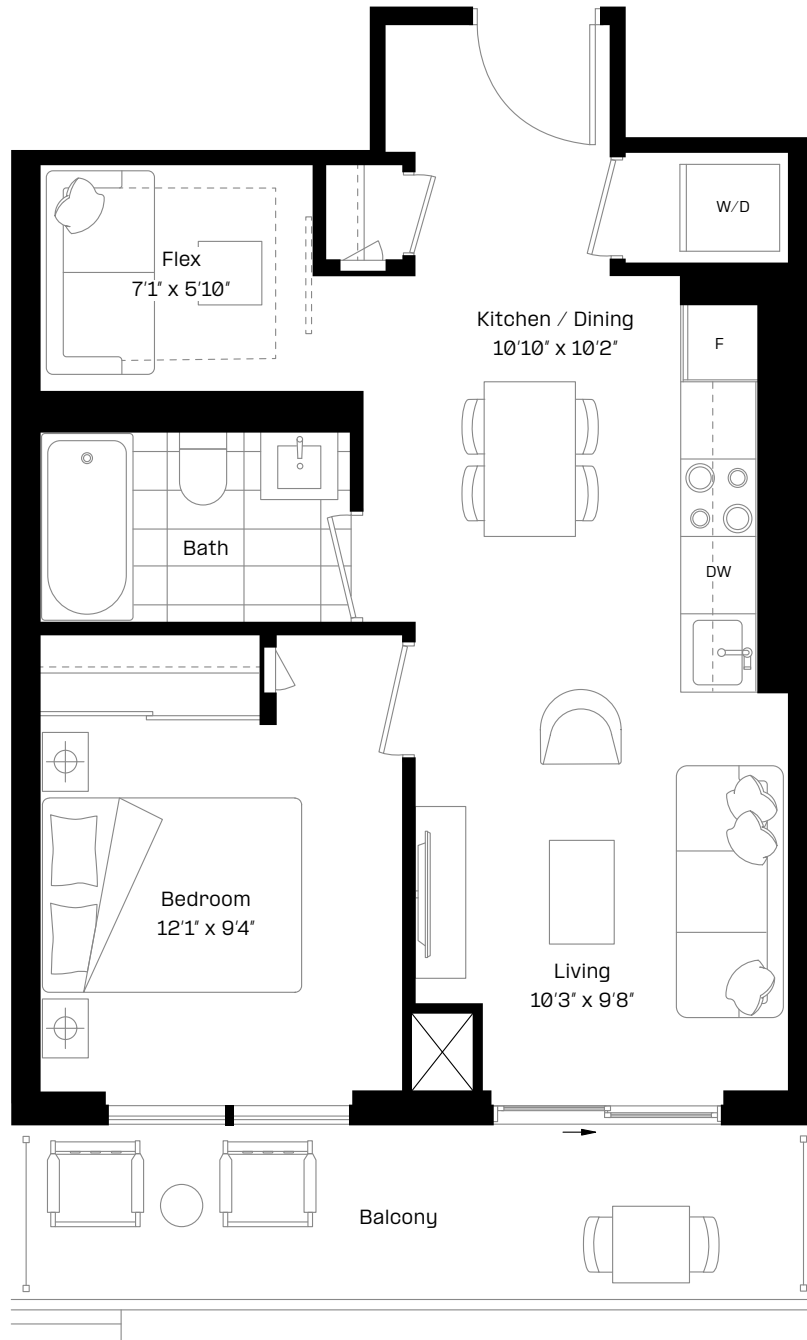 W/D
Flex
7'1" x 5'10"
Kitchen / Dining
10'10" x 10'2"
F
Bath
DW
Bedroom
12'1" x 9'4"
Living
10'3" x 9'8"
Balcony